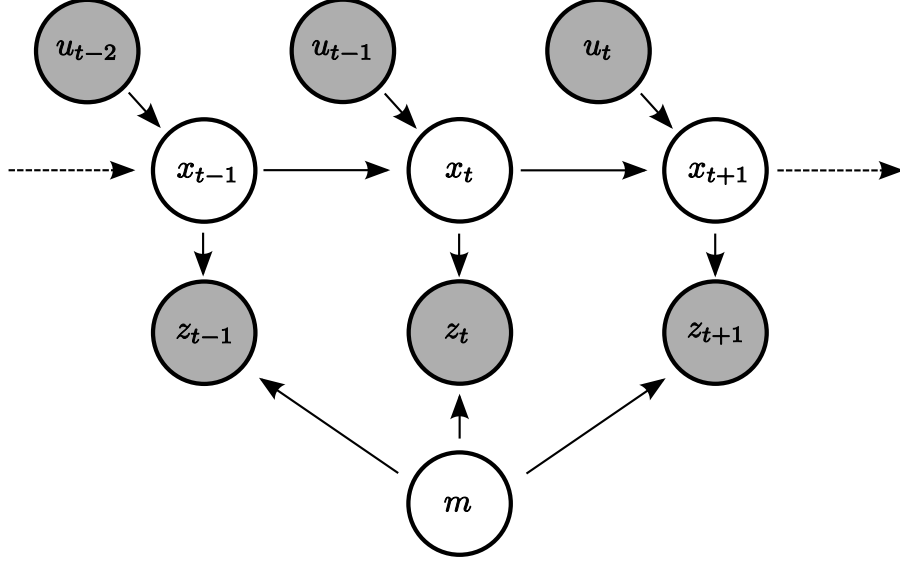 u_{t−2} u_{t−1} u_t
x_{t−1} x_t x_{t+1}
z_{t−1} z_t z_{t+1}
m